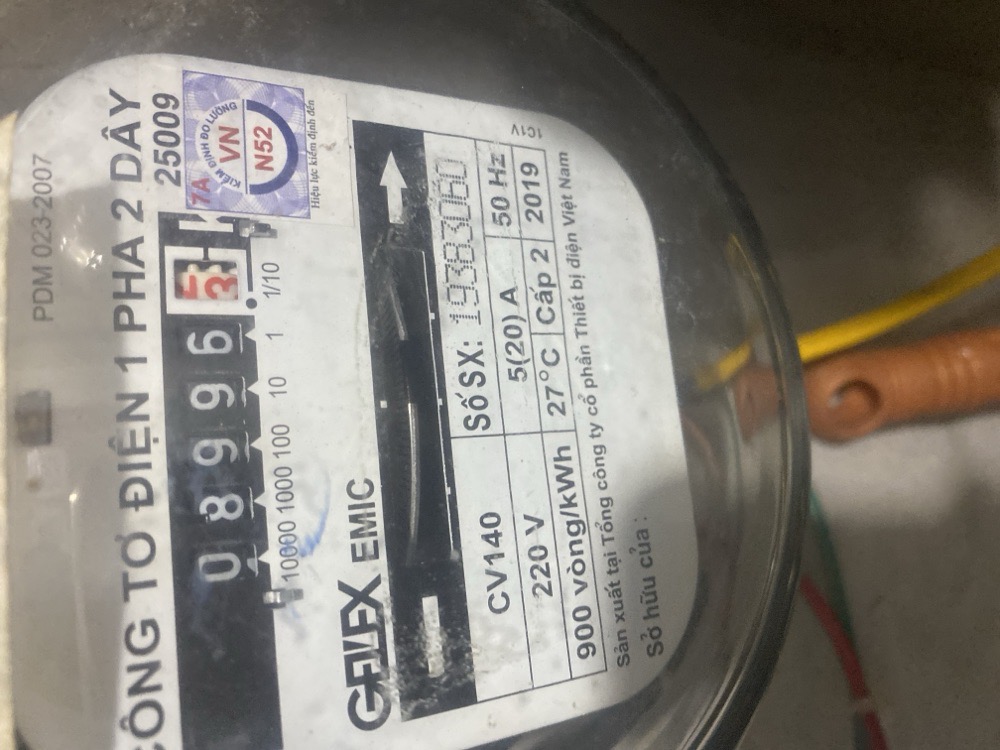 PDM 023-2007
CÔNG TƠ ĐIỆN 1 PHA 2 DÂY
25009
7A
KIỂM ĐỊNH ĐO LƯỜNG
VN
N52
Hiệu lực kiểm định đến
0 8 9 9 6
10000 1000 100 10 1 1/10
GELEX EMIC
1C1V
CV140
Số SX: 19383060
220 V
5(20) A
50 Hz
900 vòng/kWh
27°C
Cấp 2
2019
Sản xuất tại Tổng công ty cổ phần Thiết bị điện Việt Nam
Sở hữu của :